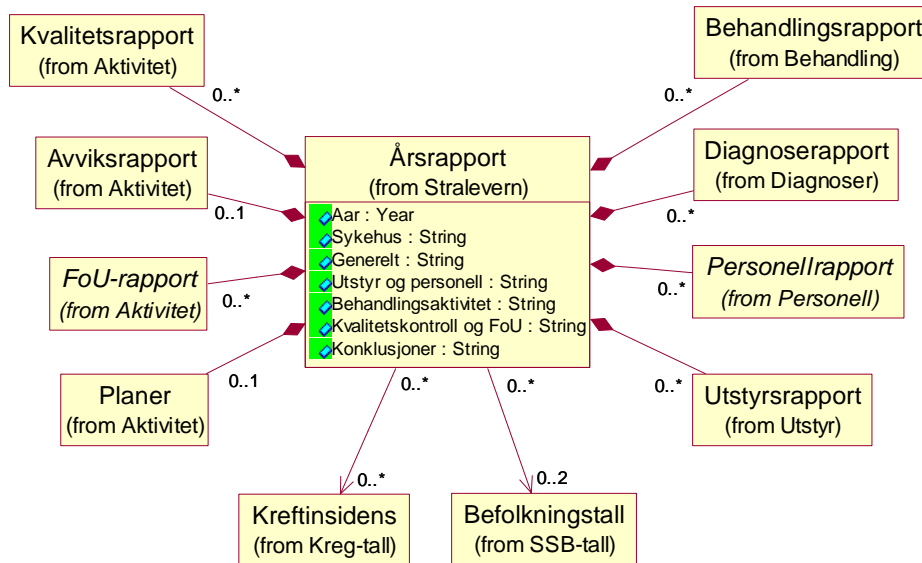 Kvalitetsrapport
(from Aktivitet)
0..*
Behandlingsrapport
(from Behandling)
0..*
Avviksrapport
(from Aktivitet)
0..1
Årsrapport
(from Stralevern)
Aar : Year
Sykehus : String
Generelt : String
Utstyr og personell : String
Behandlingsaktivitet : String
Kvalitetskontroll og FoU : String
Konklusjoner : String
Diagnoserapport
(from Diagnoser)
0..*
FoU-rapport
(from Aktivitet)
0..*
Personellrapport
(from Personell)
0..*
Planer
(from Aktivitet)
0..1
Utstyrsrapport
(from Utstyr)
0..*
0..*
0..*
0..*
0..2
Kreftinsidens
(from Kreg-tall)
Befolkningstall
(from SSB-tall)